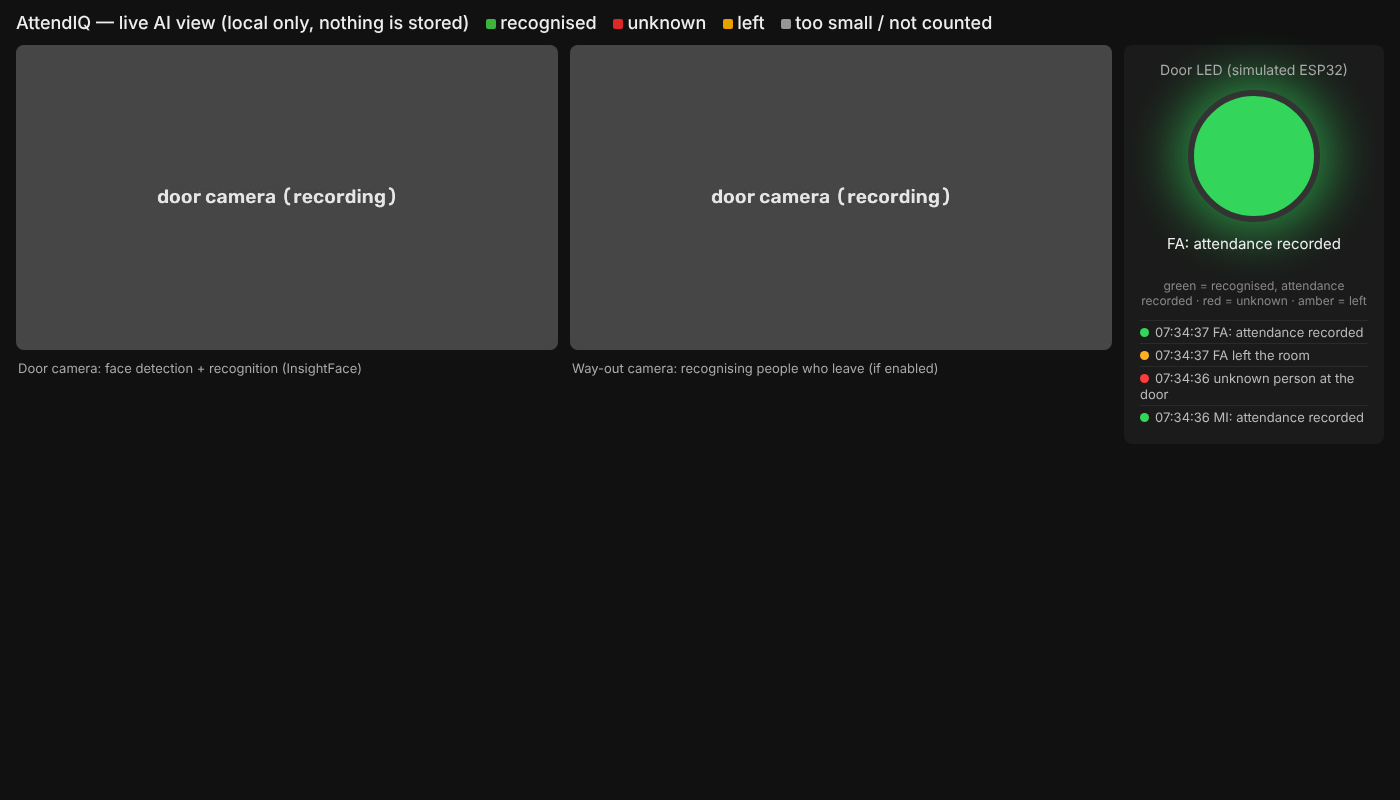 AttendIQ — live AI view (local only, nothing is stored) recognised unknown left too small / not counted
door camera (recording)
Door camera: face detection + recognition (InsightFace)
door camera (recording)
Way-out camera: recognising people who leave (if enabled)
Door LED (simulated ESP32)
FA: attendance recorded
green = recognised, attendance
recorded · red = unknown · amber = left
07:34:37 FA: attendance recorded
07:34:37 FA left the room
07:34:36 unknown person at the
door
07:34:36 MI: attendance recorded